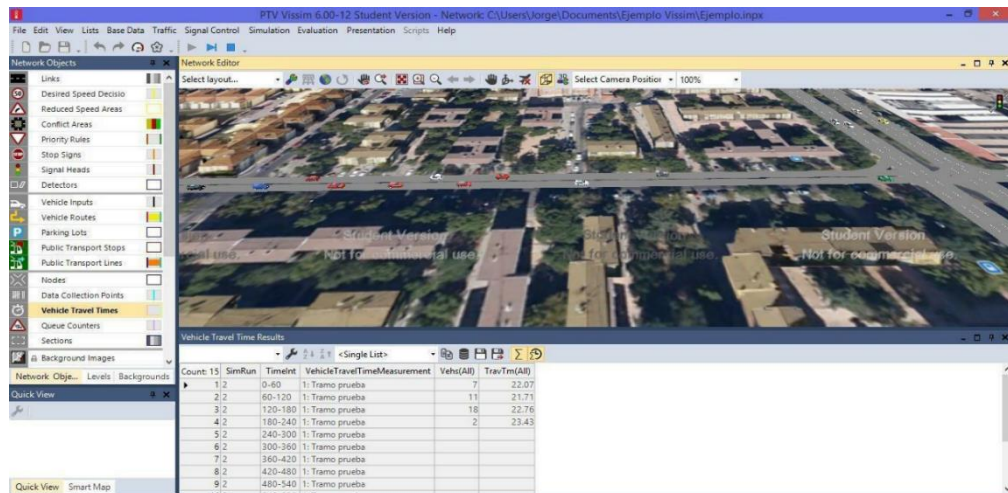 PTV Vissim 6.00-12 Student Version - Network: C:\Users\Jorge\Documents\Ejemplo Vissim\Ejemplo.inpx
File Edit View Lists Base Data Traffic Signal Control Simulation Evaluation Presentation Scripts Help
Network Objects
Links
Desired Speed Decisio
Reduced Speed Areas
Conflict Areas
Priority Rules
Stop Signs
Signal Heads
Detectors
Vehicle Inputs
Vehicle Routes
Parking Lots
Public Transport Stops
Public Transport Lines
Nodes
Data Collection Points
Vehicle Travel Times
Queue Counters
Sections
Background Images
Network Obje... Levels Backgrounds
Quick View
Quick View Smart Map
Network Editor
Select layout... Select Camera Position 100%
Student Version
Not for commercial use.
Student Version
Not for commercial use.
Student Version
Not for commercial use.
Vehicle Travel Time Results
<Single List>
Count: 15 SimRun TimeInt VehicleTravelTimeMeasurement Vehs(All) TravTm(All)
1 2 0-60 1: Tramo prueba 7 22.07
2 2 60-120 1: Tramo prueba 11 21.71
3 2 120-180 1: Tramo prueba 18 22.76
4 2 180-240 1: Tramo prueba 2 23.43
5 2 240-300 1: Tramo prueba
6 2 300-360 1: Tramo prueba
7 2 360-420 1: Tramo prueba
8 2 420-480 1: Tramo prueba
9 2 480-540 1: Tramo prueba